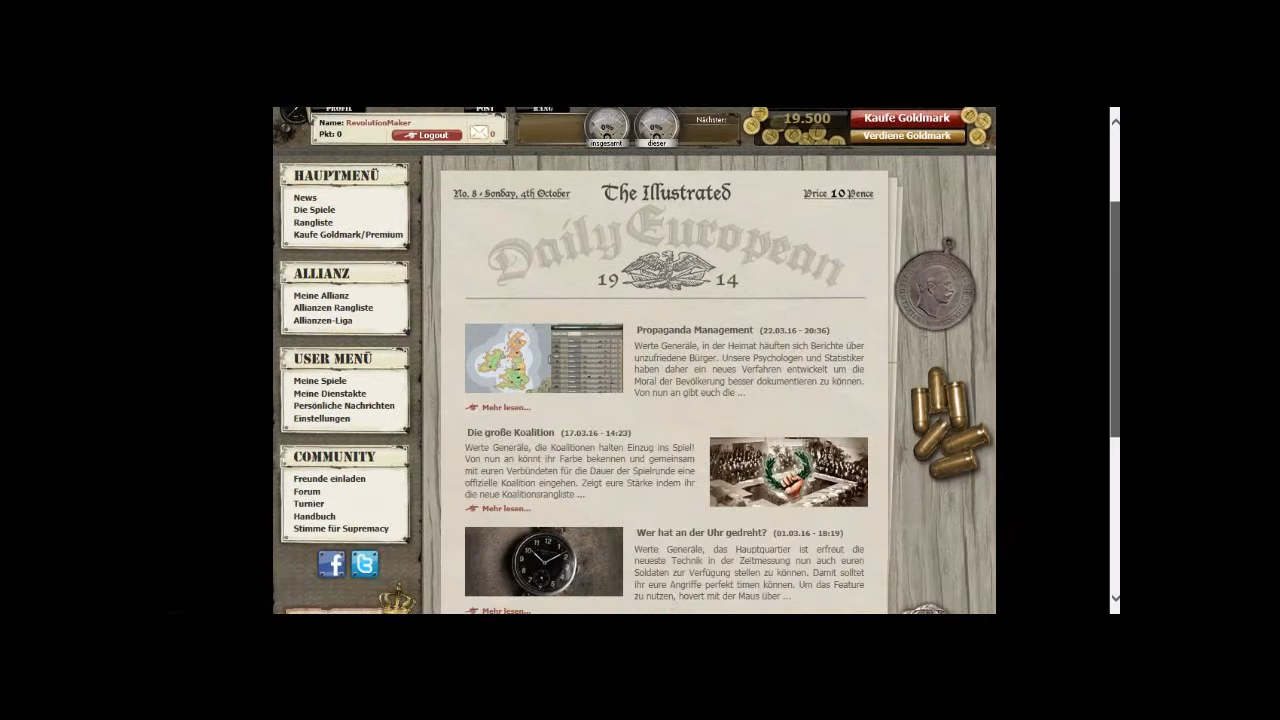 PROFIL
POST
RANG
Name: RevolutionMaker
Pkt: 0
Logout
0
0%
insgesamt
0%
dieser
Nächster:
19.500
Kaufe Goldmark
Verdiene Goldmark
HAUPTMENÜ
News
Die Spiele
Rangliste
Kaufe Goldmark/Premium
ALLIANZ
Meine Allianz
Allianzen Rangliste
Allianzen-Liga
USER MENÜ
Meine Spiele
Meine Dienstakte
Persönliche Nachrichten
Einstellungen
COMMUNITY
Freunde einladen
Forum
Turnier
Handbuch
Stimme für Supremacy
No. 8 - Sonday, 4th October
The Illustrated
Price 10 Pence
Daily European
1914
Propaganda Management (22.03.16 - 20:36)
Werte Generäle, in der Heimat häuften sich Berichte über
unzufriedene Bürger. Unsere Psychologen und Statistiker
haben daher ein neues Verfahren entwickelt um die
Moral der Bevölkerung besser dokumentieren zu können.
Von nun an gibt euch die ...
Mehr lesen...
Die große Koalition (17.03.16 - 14:23)
Werte Generäle, die Koalitionen halten Einzug ins Spiel!
Von nun an könnt ihr Farbe bekennen und gemeinsam
mit euren Verbündeten für die Dauer der Spielrunde eine
offizielle Koalition eingehen. Zeigt eure Stärke indem ihr
die neue Koalitionsrangliste ...
Mehr lesen...
Wer hat an der Uhr gedreht? (01.03.16 - 18:19)
Werte Generäle, das Hauptquartier ist erfreut die
neueste Technik in der Zeitmessung nun auch euren
Soldaten zur Verfügung stellen zu können. Damit solltet
ihr eure Angriffe perfekt timen können. Um das Feature
zu nutzen, hovert mit der Maus über ...
Mehr lesen...